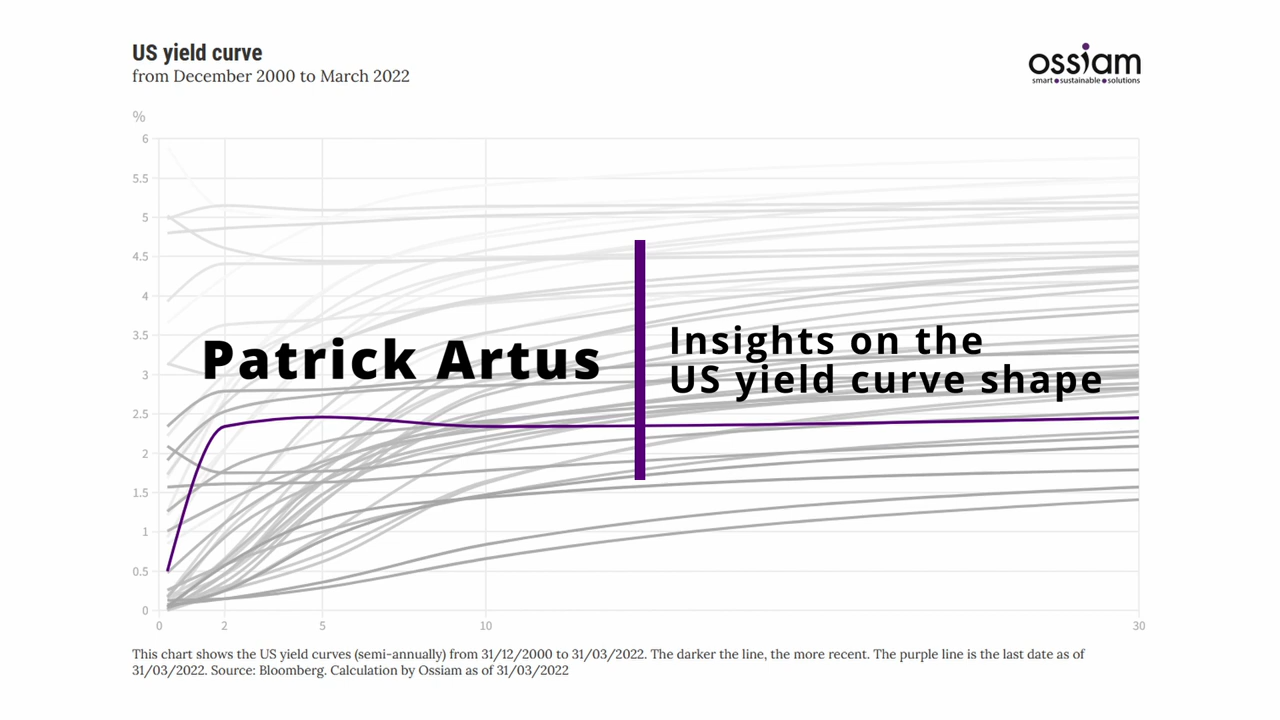 US yield curve
from December 2000 to March 2022
ossiam
smart sustainable solutions
%
6
5.5
5
4.5
4
3.5
3
2.5
2
1.5
1
0.5
0
0 2 5 10 30
Patrick Artus
Insights on the
US yield curve shape
This chart shows the US yield curves (semi-annually) from 31/12/2000 to 31/03/2022. The darker the line, the more recent. The purple line is the last date as of
31/03/2022. Source: Bloomberg. Calculation by Ossiam as of 31/03/2022